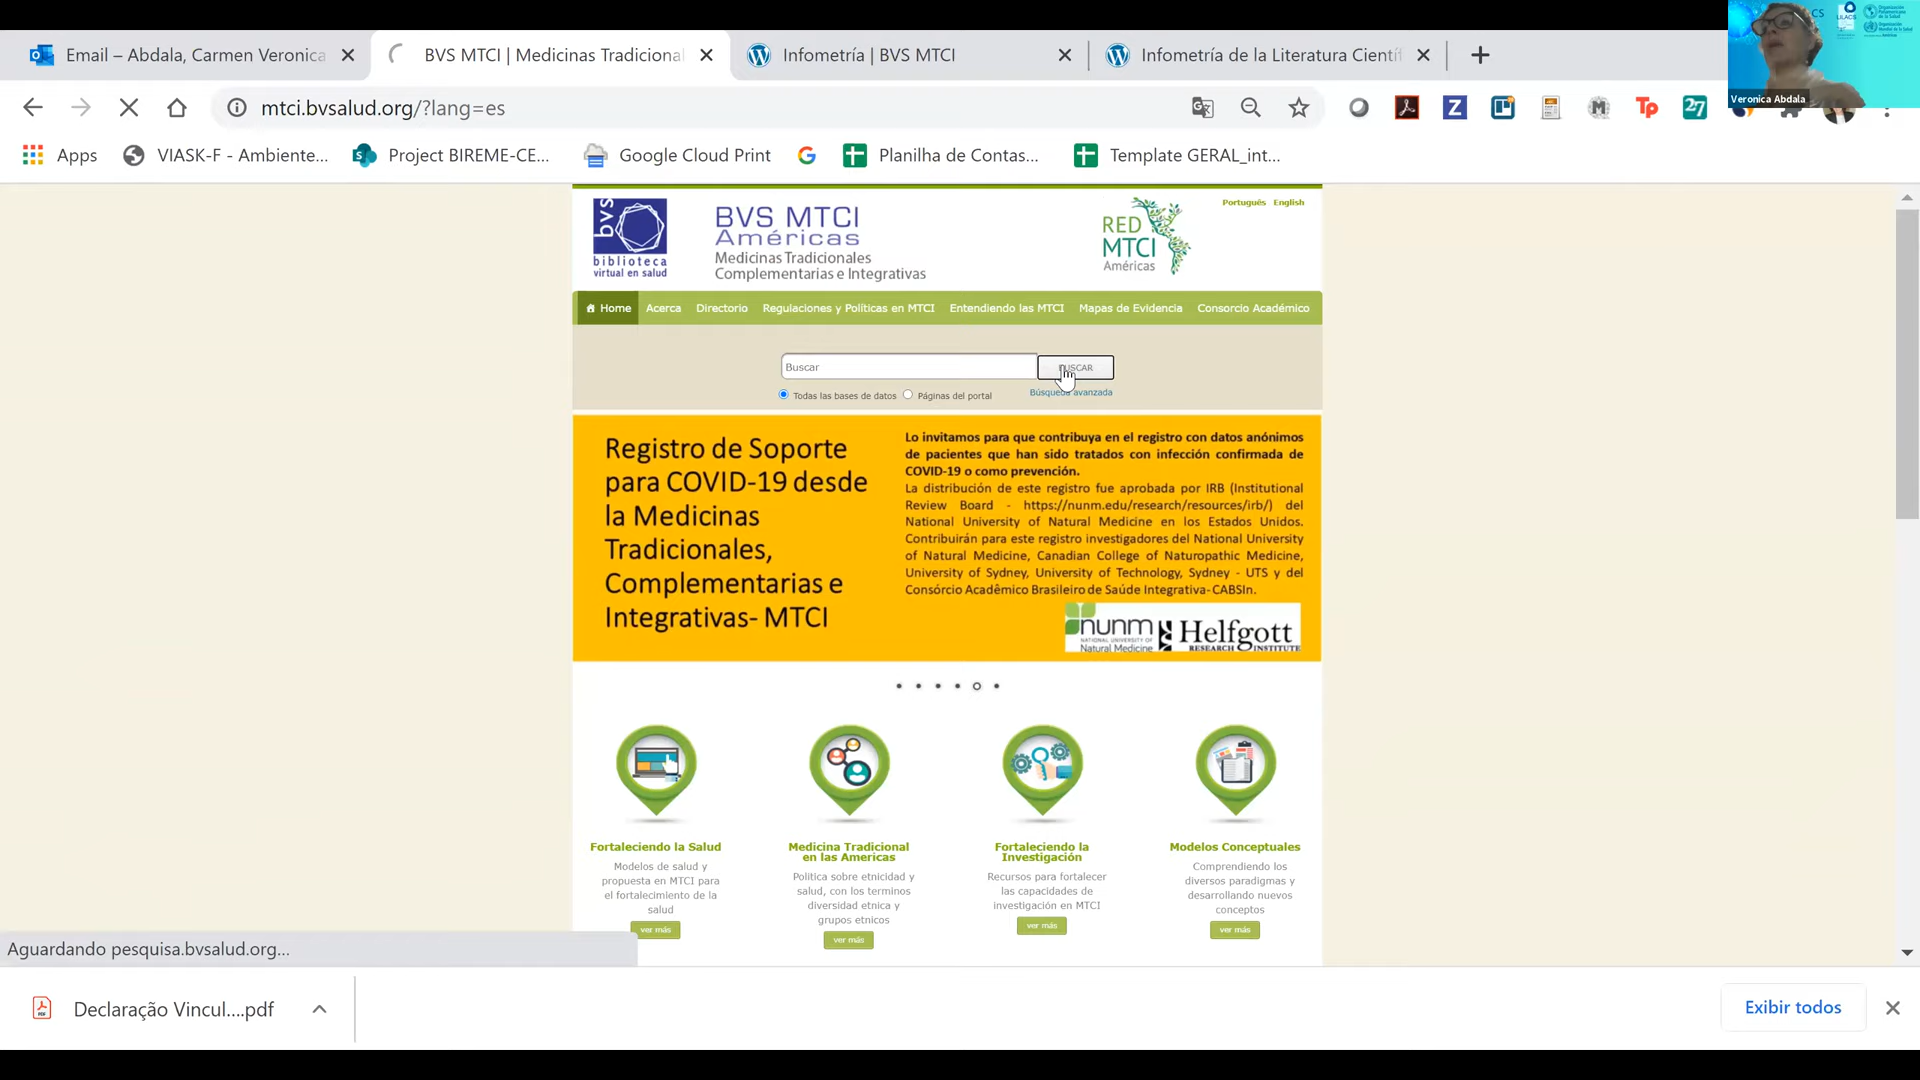 Email – Abdala, Carmen Veronica
BVS MTCI | Medicinas Tradicional
Infometría | BVS MTCI
Infometría de la Literatura Científ
mtci.bvsalud.org/?lang=es
Veronica Abdala
Apps
VIASK-F - Ambiente...
Project BIREME-CE...
Google Cloud Print
Planilha de Contas...
Template GERAL_int...
bvs
biblioteca
virtual en salud
BVS MTCI
Américas
Medicinas Tradicionales
Complementarias e Integrativas
RED
MTCI
Américas
Português English
Home Acerca Directorio Regulaciones y Políticas en MTCI Entendiendo las MTCI Mapas de Evidencia Consorcio Académico
Buscar
BUSCAR
Todas las bases de datos Páginas del portal
Búsqueda avanzada
Registro de Soporte
para COVID-19 desde
la Medicinas
Tradicionales,
Complementarias e
Integrativas- MTCI
Lo invitamos para que contribuya en el registro con datos anónimos
de pacientes que han sido tratados con infección confirmada de
COVID-19 o como prevención.
La distribución de este registro fue aprobada por IRB (Institutional
Review Board - https://nunm.edu/research/resources/irb/) del
National University of Natural Medicine en los Estados Unidos.
Contribuirán para este registro investigadores del National University
of Natural Medicine, Canadian College of Naturopathic Medicine,
University of Sydney, University of Technology, Sydney - UTS y del
Consórcio Acadêmico Brasileiro de Saúde Integrativa- CABSIn.
nunm
NATIONAL UNIVERSITY OF
Natural Medicine
Helfgott
RESEARCH INSTITUTE
Fortaleciendo la Salud
Modelos de salud y
propuesta en MTCI para
el fortalecimiento de la
salud
ver más
Medicina Tradicional
en las Americas
Politica sobre etnicidad y
salud, con los terminos
diversidad etnica y
grupos etnicos
ver más
Fortaleciendo la
Investigación
Recursos para fortalecer
las capacidades de
investigación en MTCI
ver más
Modelos Conceptuales
Comprendiendo los
diversos paradigmas y
desarrollando nuevos
conceptos
ver más
Aguardando pesquisa.bvsalud.org...
Declaração Vincul....pdf
Exibir todos